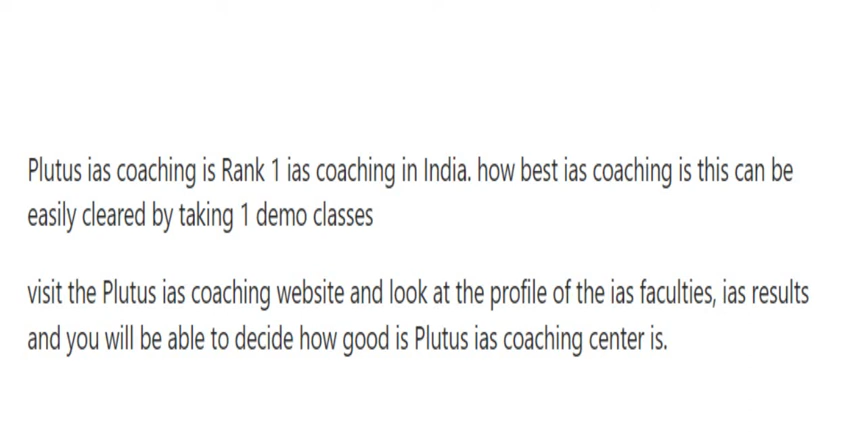 Plutus ias coaching is Rank 1 ias coaching in India. how best ias coaching is this can be
easily cleared by taking 1 demo classes
visit the Plutus ias coaching website and look at the profile of the ias faculties, ias results
and you will be able to decide how good is Plutus ias coaching center is.